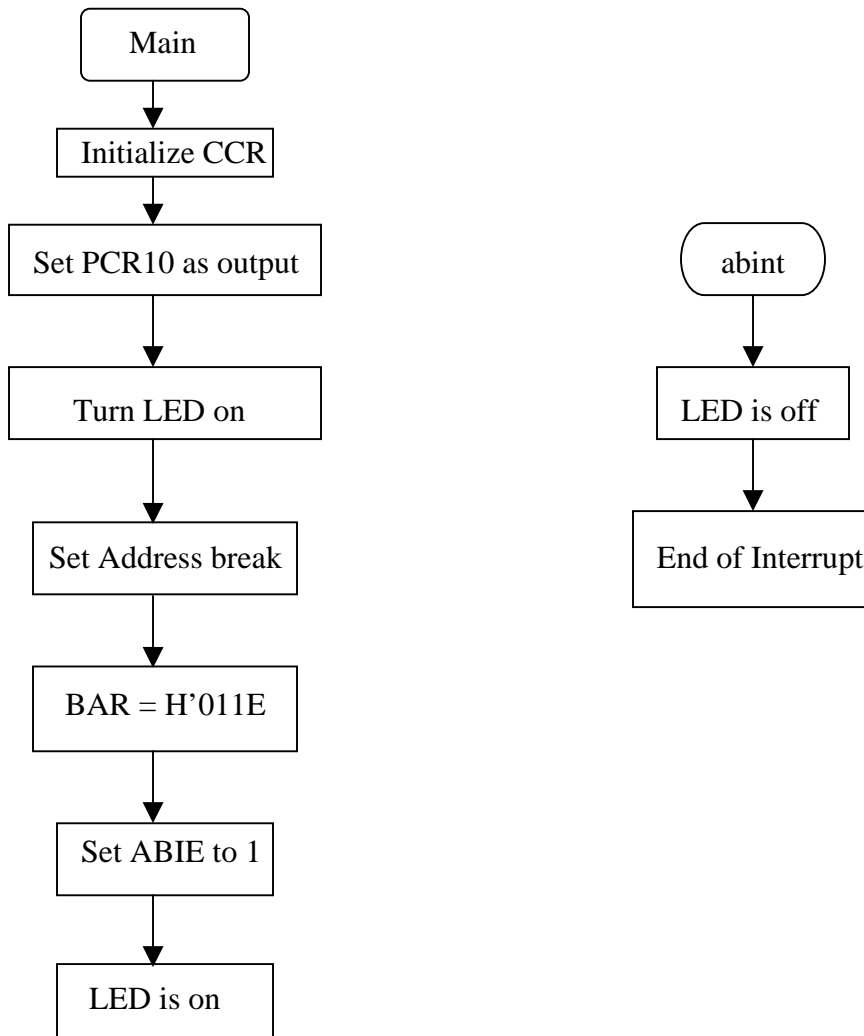 Main
Initialize CCR
Set PCR10 as output
Turn LED on
Set Address break
BAR = H’011E
Set ABIE to 1
LED is on
abint
LED is off
End of Interrupt